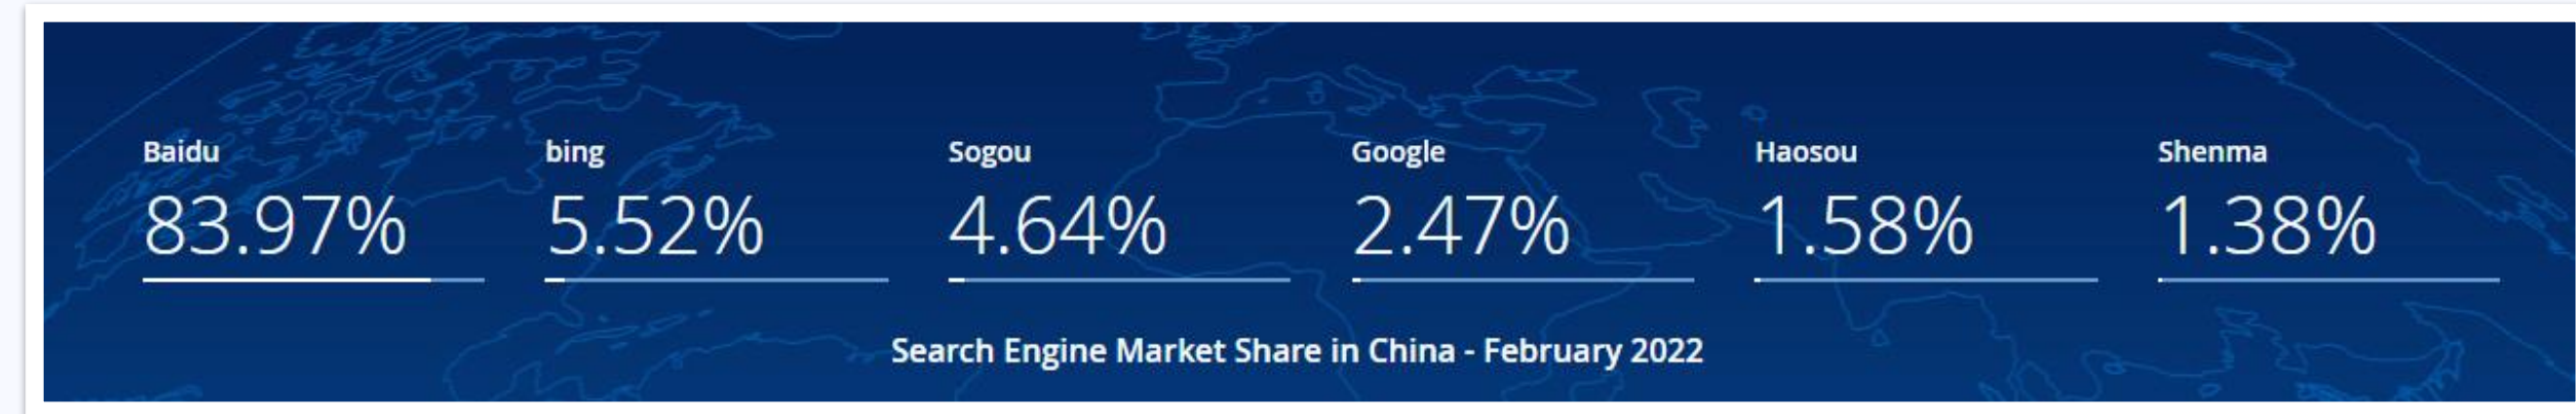 Baidu bing Sogou Google Haosou Shenma
83.97% 5.52% 4.64% 2.47% 1.58% 1.38%
Search Engine Market Share in China - February 2022